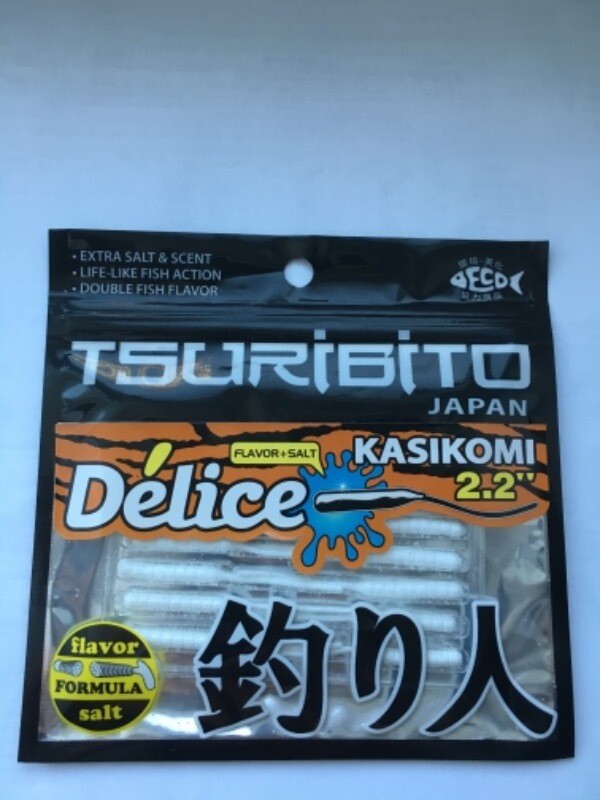 • EXTRA SALT & SCENT
• LIFE-LIKE FISH ACTION
• DOUBLE FISH FLAVOR
ECO
TSURIBITO
JAPAN
FLAVOR+SALT
KASIKOMI
2.2"
Délice
flavor
FORMULA
salt
釣り人